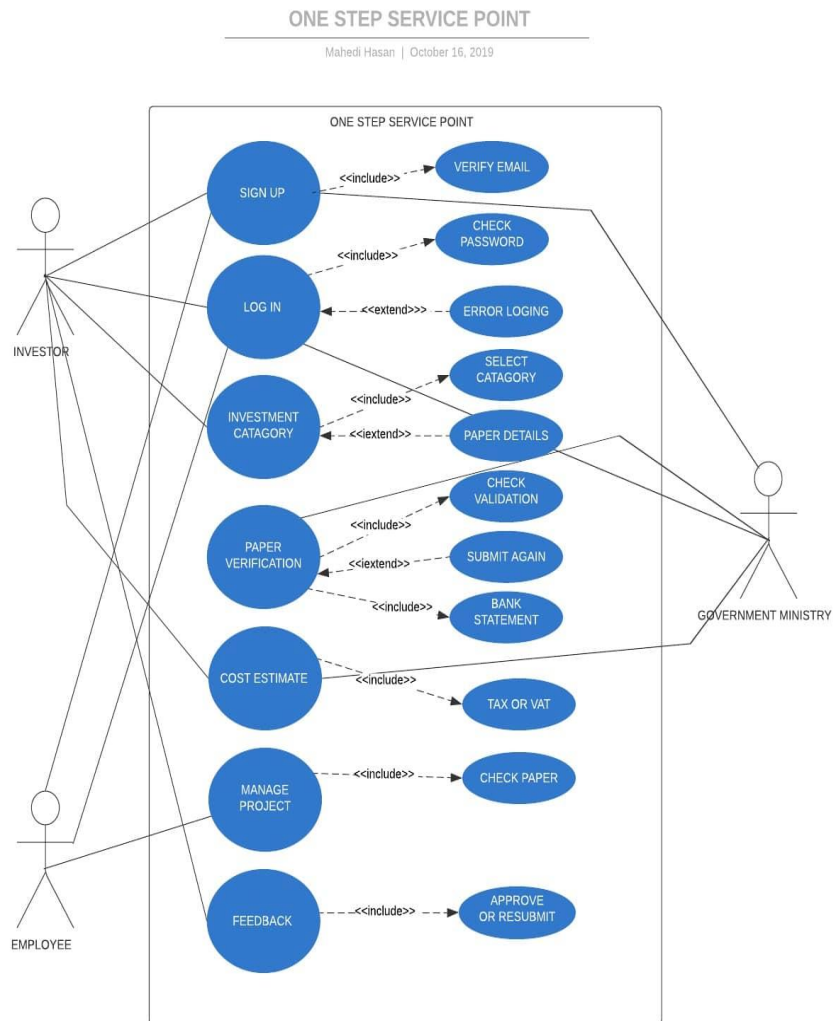 ONE STEP SERVICE POINT
Mahedi Hasan | October 16, 2019
ONE STEP SERVICE POINT
SIGN UP
<<include>>
VERIFY EMAIL
<<include>>
CHECK
PASSWORD
LOG IN
<<extend>>>
ERROR LOGING
INVESTOR
SELECT
CATAGORY
<<include>>
INVESTMENT
CATAGORY
<<iextend>>
PAPER DETAILS
CHECK
VALIDATION
<<include>>
PAPER
VERIFICATION
<<iextend>>
SUBMIT AGAIN
<<include>>
BANK
STATEMENT
GOVERNMENT MINISTRY
COST ESTIMATE
<<include>>
TAX OR VAT
MANAGE
PROJECT
<<include>>
CHECK PAPER
FEEDBACK
<<include>>
APPROVE
OR RESUBMIT
EMPLOYEE